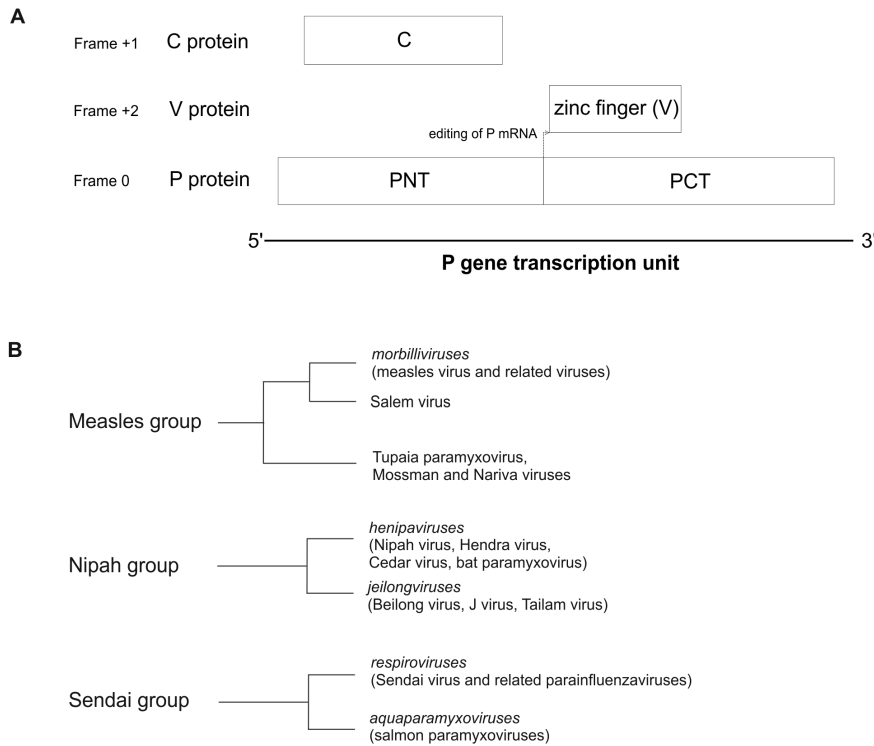 A
Frame +1 C protein C
Frame +2 V protein zinc finger (V)
editing of P mRNA
Frame 0 P protein PNT PCT
5' 3'
P gene transcription unit
B
Measles group
morbilliviruses
(measles virus and related viruses)
Salem virus
Tupaia paramyxovirus,
Mossman and Nariva viruses
Nipah group
henipaviruses
(Nipah virus, Hendra virus,
Cedar virus, bat paramyxovirus)
jeilongviruses
(Beilong virus, J virus, Tailam virus)
Sendai group
respiroviruses
(Sendai virus and related parainfluenzaviruses)
aquaparamyxoviruses
(salmon paramyxoviruses)